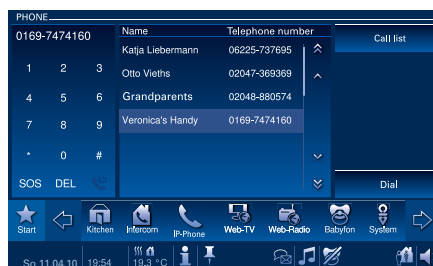 PHONE
0169-7474160
Name Telephone number
Call list
Katja Liebermann 06225-737695
Otto Vieths 02047-369369
Grandparents 02048-880574
Veronica's Handy 0169-7474160
1 2 3
4 5 6
7 8 9
* 0 #
SOS DEL
Dial
Start Kitchen Intercom IP-Phone Web-TV Web-Radio Babyfon System
So 11.04.10 19:54 19,3 °C